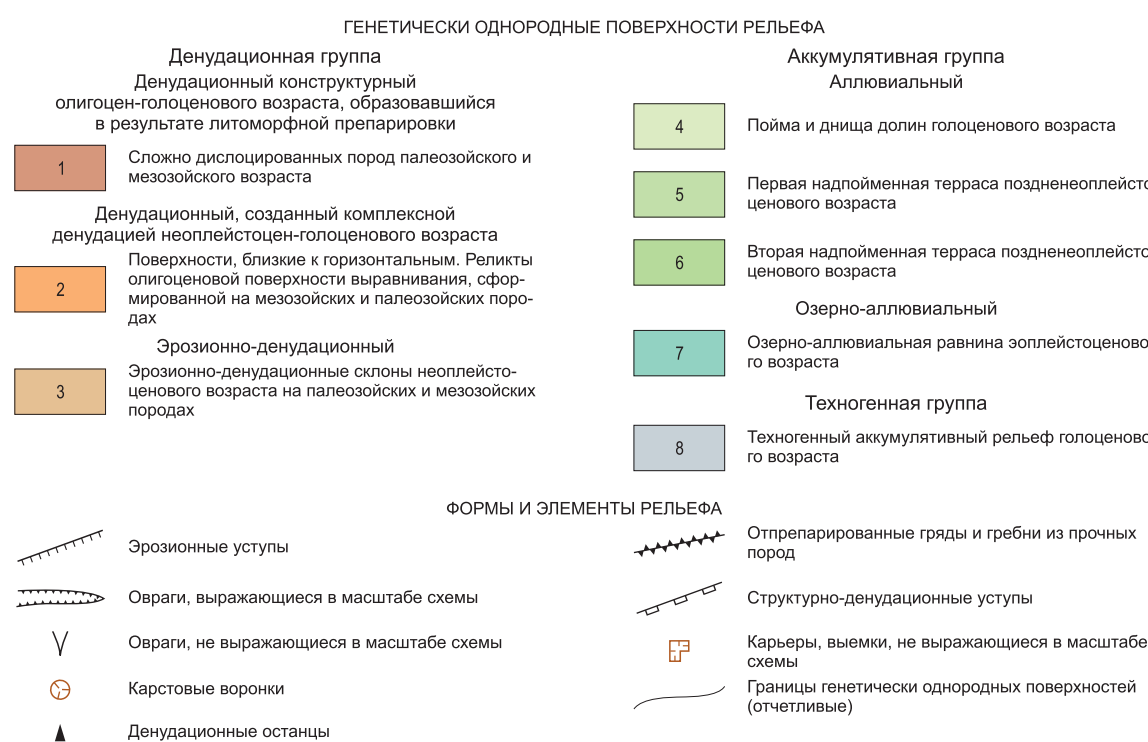 ГЕНЕТИЧЕСКИ ОДНОРОДНЫЕ ПОВЕРХНОСТИ РЕЛЬЕФА
Денудационная группа
Денудационный конструктурный
олигоцен-голоценового возраста, образовавшийся
в результате литоморфной препарировки
1
Сложно дислоцированных пород палеозойского и
мезозойского возраста
Денудационный, созданный комплексной
денудацией неоплейстоцен-голоценового возраста
2
Поверхности, близкие к горизонтальным. Реликты
олигоценовой поверхности выравнивания, сфор-
мированной на мезозойских и палеозойских поро-
дах
Эрозионно-денудационный
3
Эрозионно-денудационные склоны неоплейсто-
ценового возраста на палеозойских и мезозойских
породах
Аккумулятивная группа
Аллювиальный
4
Пойма и днища долин голоценового возраста
5
Первая надпойменная терраса поздненеоплейсто
ценового возраста
6
Вторая надпойменная терраса поздненеоплейсто
ценового возраста
Озерно-аллювиальный
7
Озерно-аллювиальная равнина эоплейстоценово
го возраста
Техногенная группа
8
Техногенный аккумулятивный рельеф голоценово
го возраста
ФОРМЫ И ЭЛЕМЕНТЫ РЕЛЬЕФА
Эрозионные уступы
Овраги, выражающиеся в масштабе схемы
Овраги, не выражающиеся в масштабе схемы
Карстовые воронки
Денудационные останцы
Отпрепарированные гряды и гребни из прочных
пород
Структурно-денудационные уступы
Карьеры, выемки, не выражающиеся в масштабе
схемы
Границы генетически однородных поверхностей
(отчетливые)